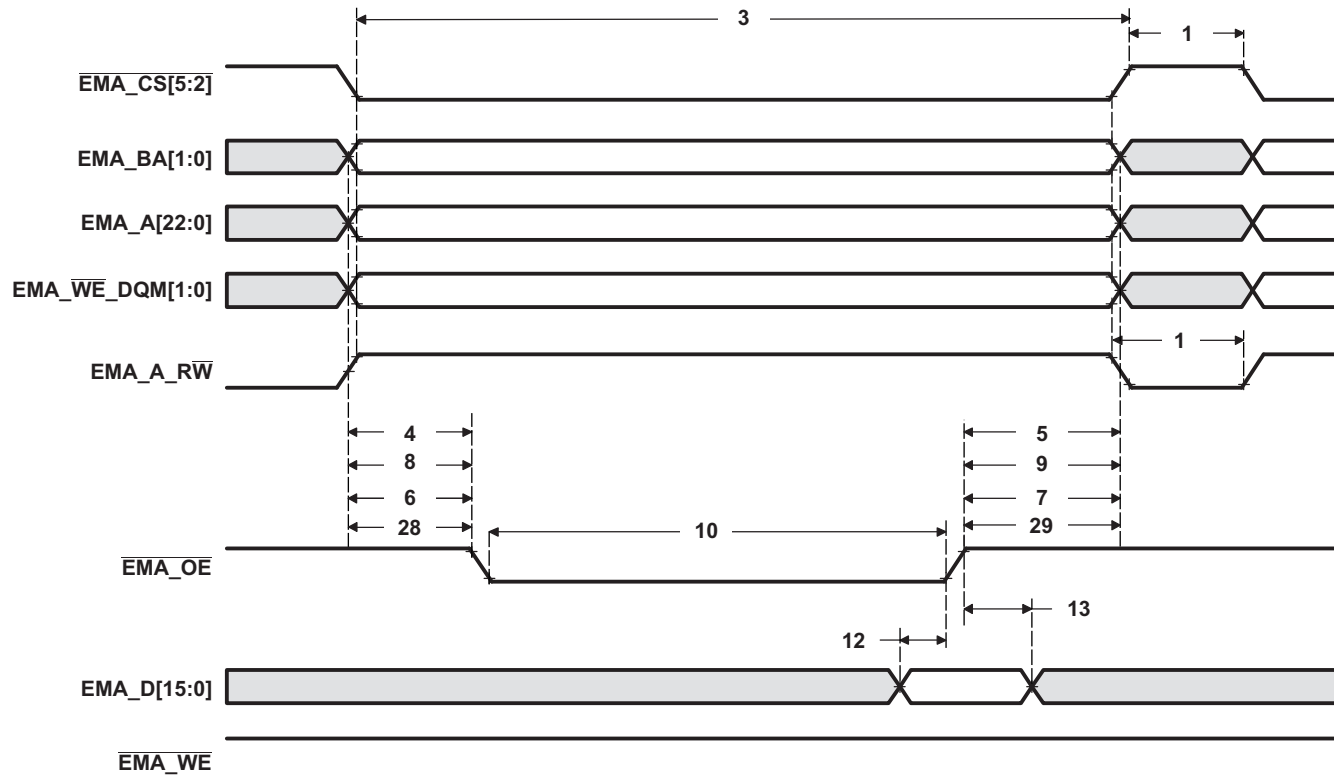 3
1
EMA_CS[5:2]
EMA_BA[1:0]
EMA_A[22:0]
EMA_WE_DQM[1:0]
1
EMA_A_RW
4 5
8 9
6 7
28 29
10
EMA_OE
13
12
EMA_D[15:0]
EMA_WE